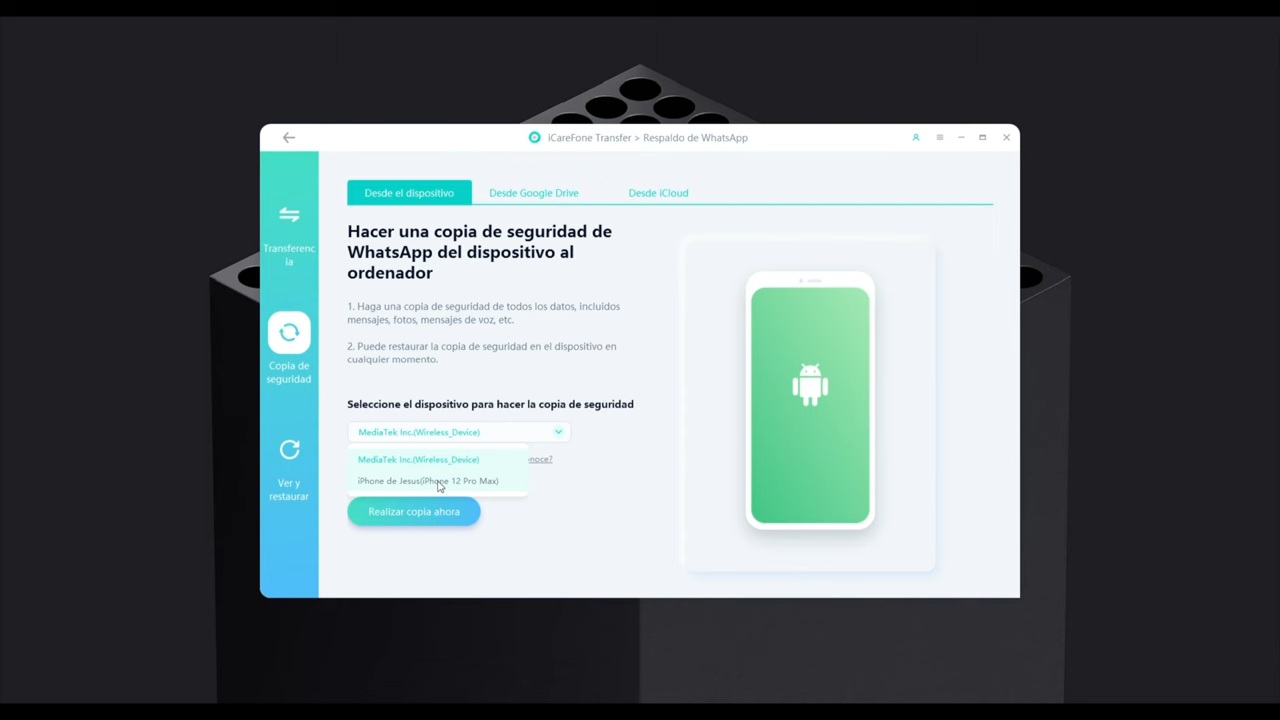 iCareFone Transfer > Respaldo de WhatsApp
Transferenc
ia
Copia de
seguridad
Ver y
restaurar
Desde el dispositivo
Desde Google Drive
Desde iCloud
Hacer una copia de seguridad de
WhatsApp del dispositivo al
ordenador
1. Haga una copia de seguridad de todos los datos, incluidos
mensajes, fotos, mensajes de voz, etc.
2. Puede restaurar la copia de seguridad en el dispositivo en
cualquier momento.
Seleccione el dispositivo para hacer la copia de seguridad
MediaTek Inc.(Wireless_Device)
MediaTek Inc.(Wireless_Device)
iPhone de Jesus(iPhone 12 Pro Max)
Realizar copia ahora